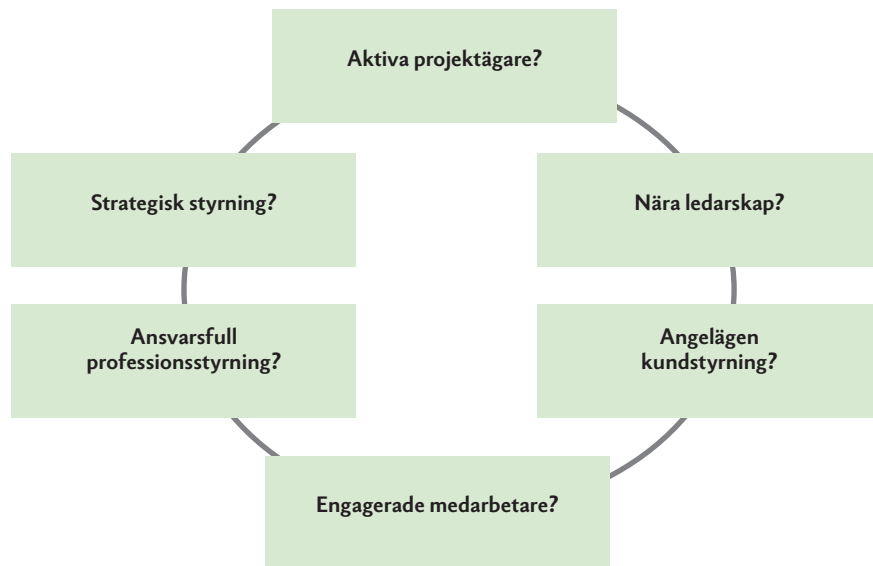 Aktiva projektägare?
Strategisk styrning?
Nära ledarskap?
Ansvarsfull
professionsstyrning?
Angelägen
kundstyrning?
Engagerade medarbetare?